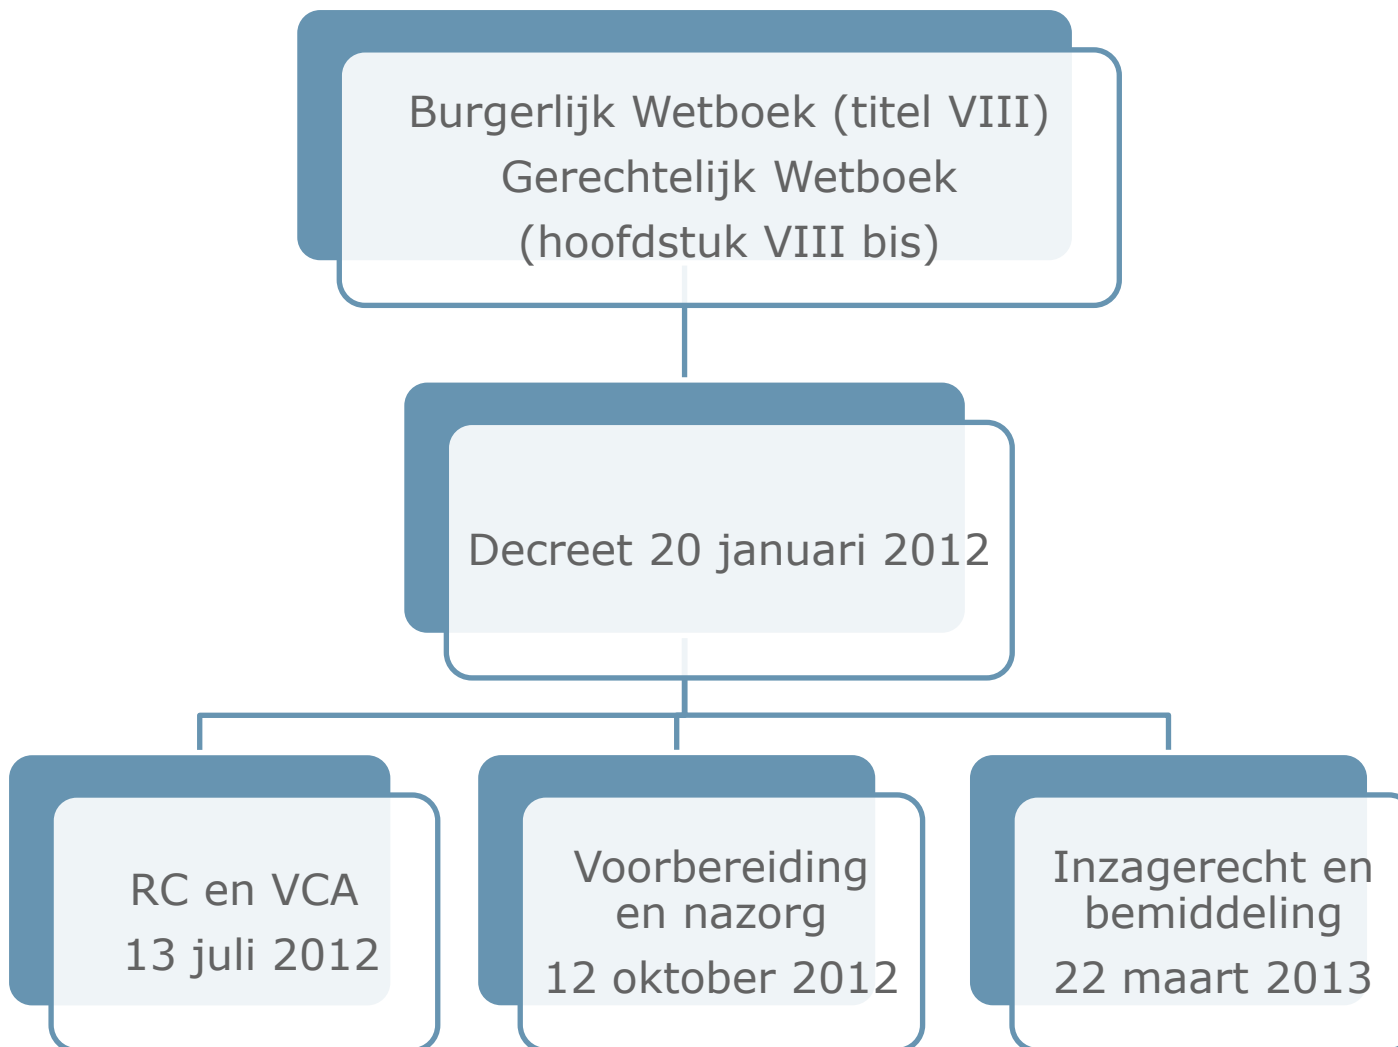 Burgerlijk Wetboek (titel VIII)
Gerechtelijk Wetboek
(hoofdstuk VIII bis)
Decreet 20 januari 2012
RC en VCA
13 juli 2012
Voorbereiding
en nazorg
12 oktober 2012
Inzagerecht en
bemiddeling
22 maart 2013